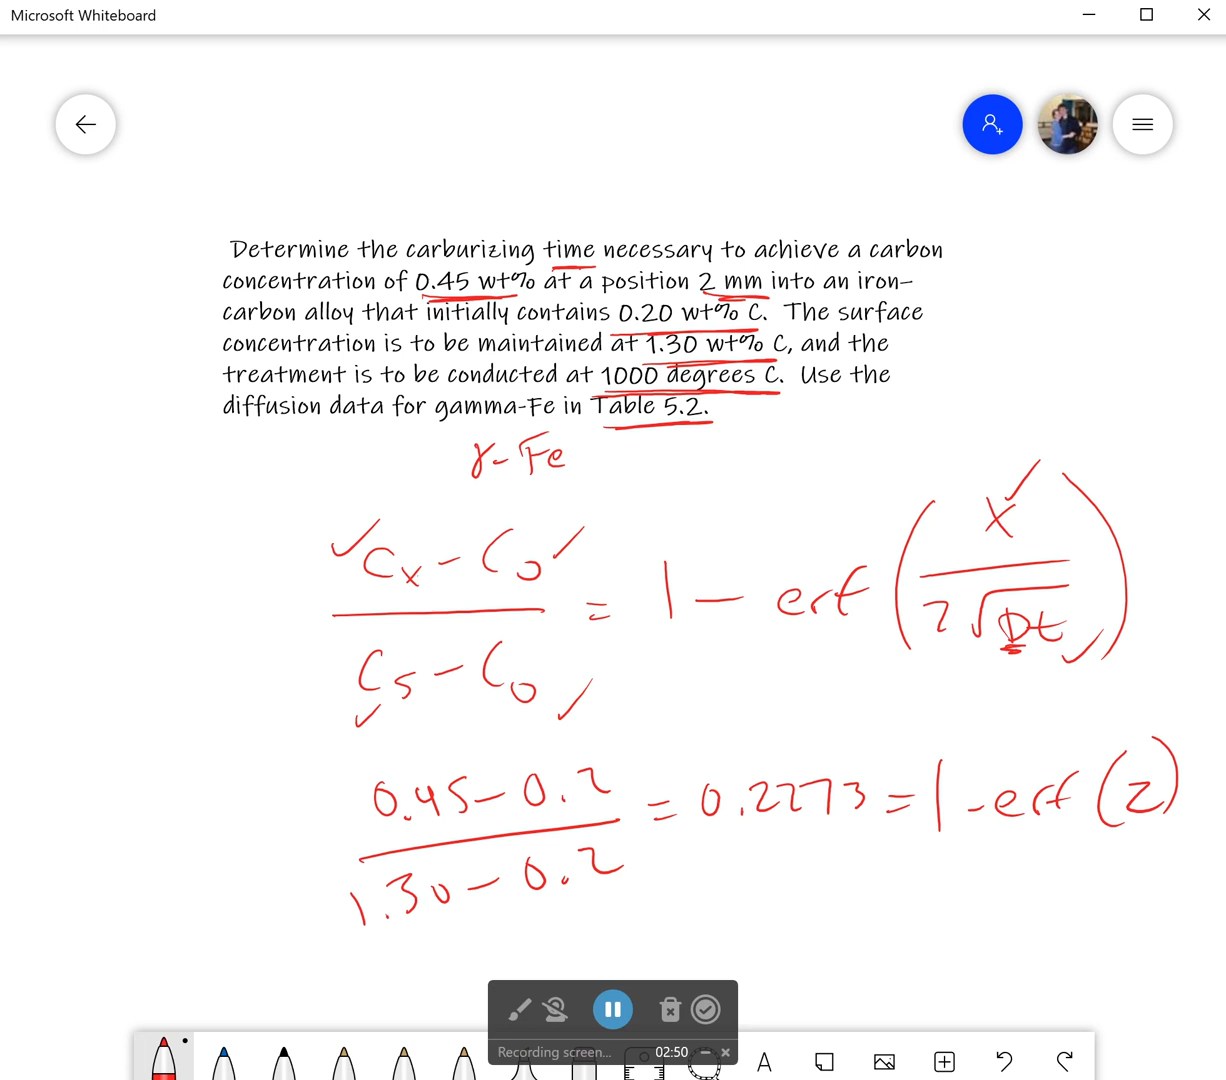 Microsoft Whiteboard
Determine the carburizing time necessary to achieve a carbon
concentration of 0.45 wt% at a position 2 mm into an iron-
carbon alloy that initially contains 0.20 wt% C. The surface
concentration is to be maintained at 1.30 wt% C, and the
treatment is to be conducted at 1000 degrees C. Use the
diffusion data for gamma-Fe in Table 5.2.
γ-Fe
Cx - C0 / Cs - C0 = 1 - erf ( x / 2√Dt )
0.45 - 0.2 / 1.30 - 0.2 = 0.2273 = 1 - erf (z)
Recording screen... 02:50
A